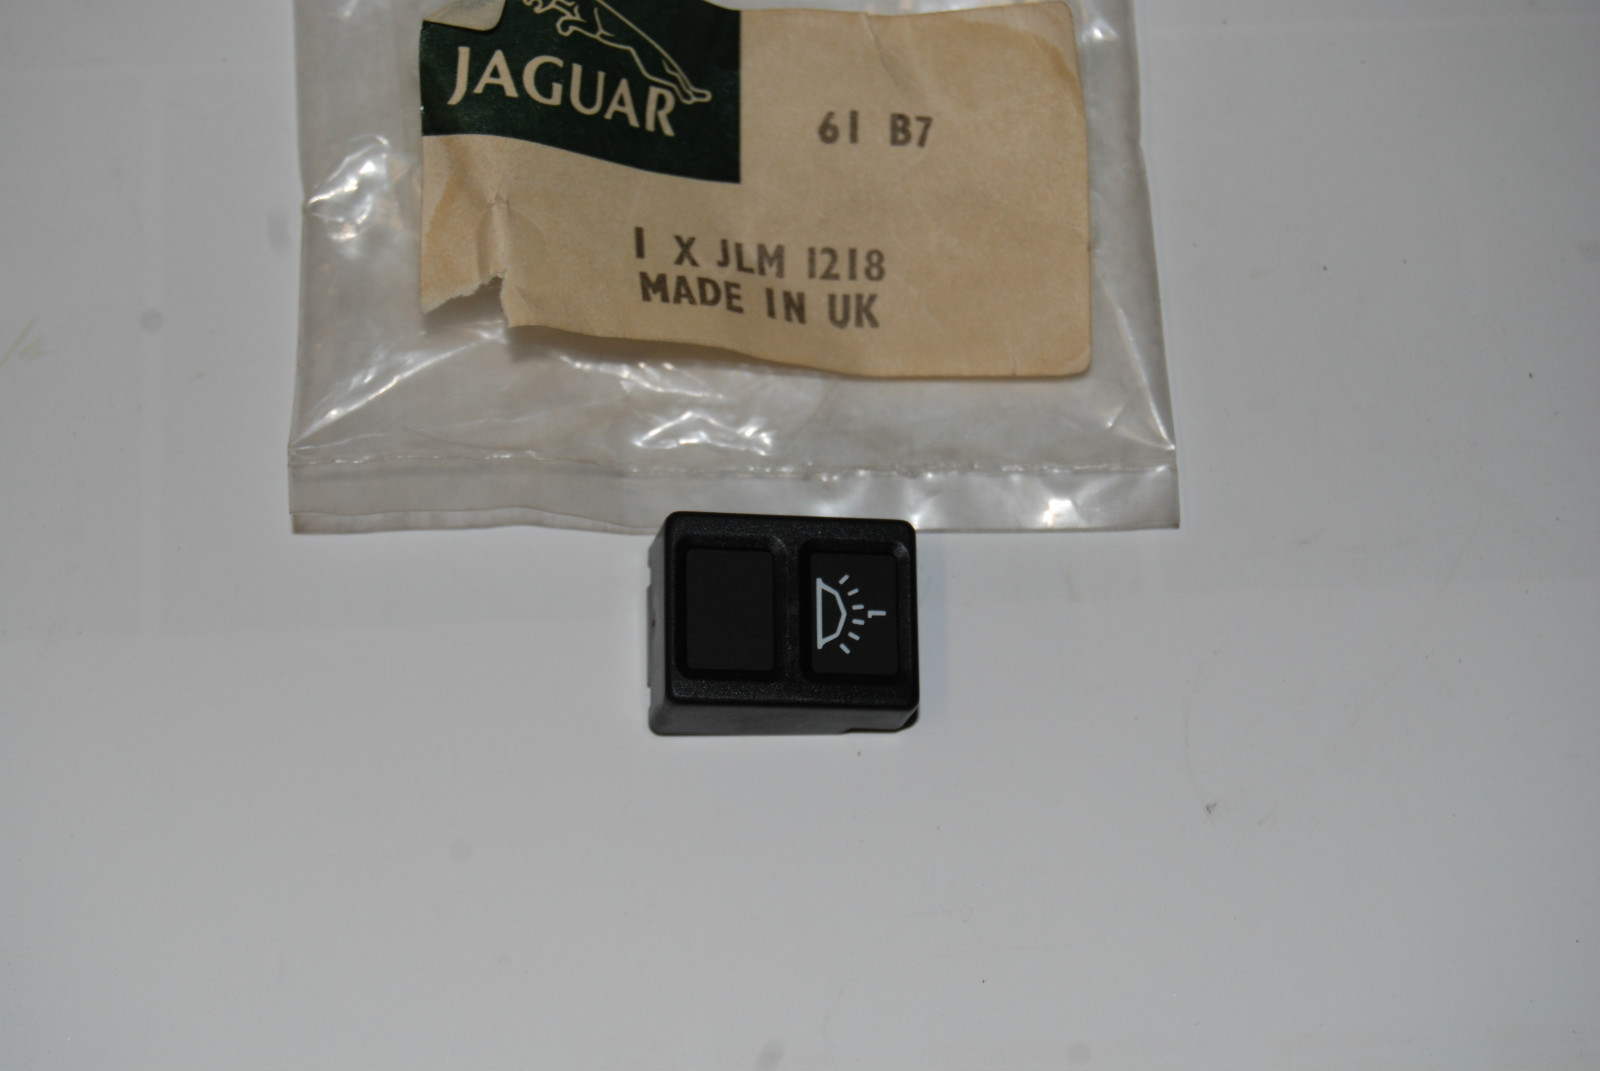 JAGUAR
61 B7
1 X JLM 1218
MADE IN UK